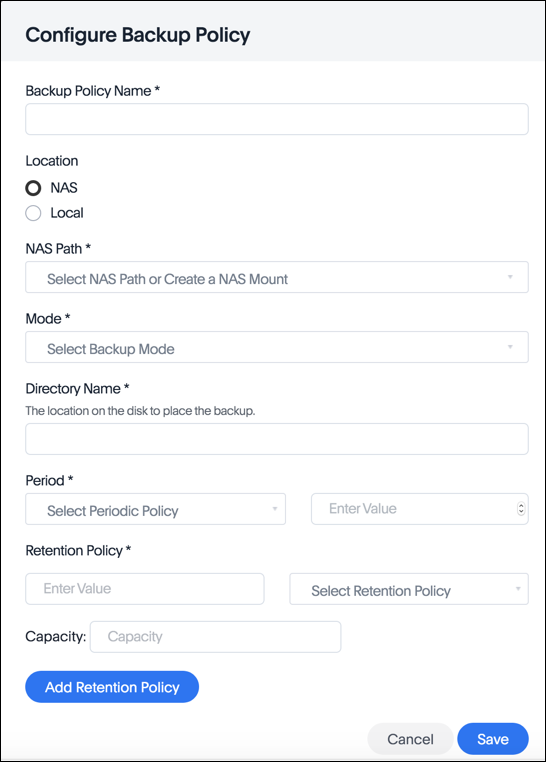 Configure Backup Policy
Backup Policy Name *
Location
NAS
Local
NAS Path *
Select NAS Path or Create a NAS Mount
Mode *
Select Backup Mode
Directory Name *
The location on the disk to place the backup.
Period *
Select Periodic Policy Enter Value
Retention Policy *
Enter Value Select Retention Policy
Capacity: Capacity
Add Retention Policy
Cancel Save